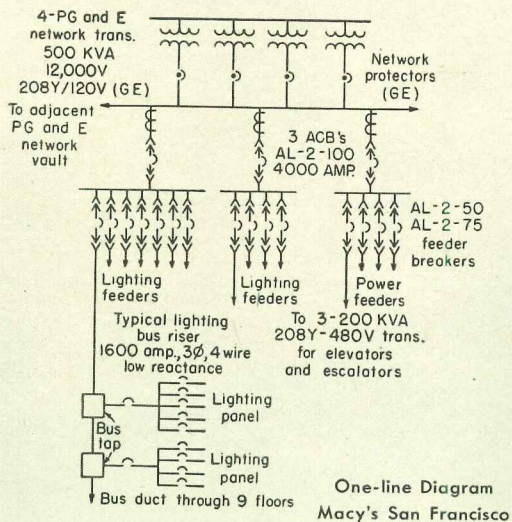 4-PG and E
network trans.
500 KVA
12,000V
208Y/120V (GE)
Network
protectors
(GE)
To adjacent
PG and E
network
vault
3 ACB's
AL-2-100
4000 AMP.
AL-2-50
AL-2-75
feeder
breakers
Lighting
feeders
Lighting
feeders
Power
feeders
Typical lighting
bus riser
1600 amp., 3Ø, 4 wire
low reactance
To 3-200 KVA
208Y-480V trans.
for elevators
and escalators
Bus
tap
Lighting
panel
Lighting
panel
Bus duct through 9 floors
One-line Diagram
Macy's San Francisco